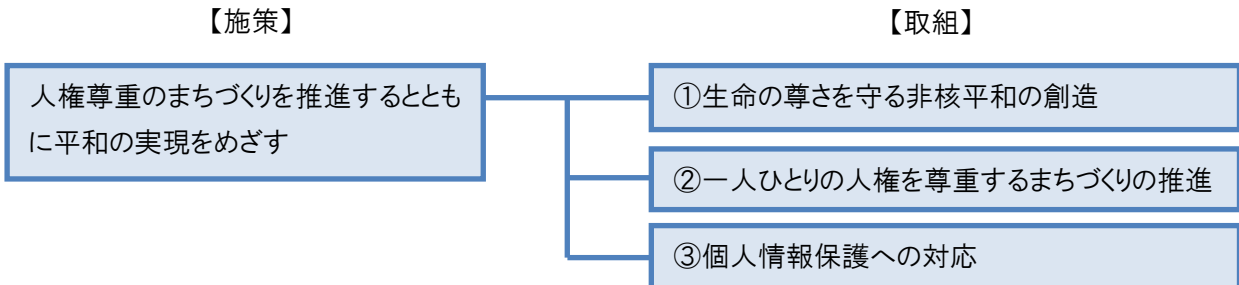 【施策】
【取組】
人権尊重のまちづくりを推進するととも
に平和の実現をめざす
①生命の尊さを守る非核平和の創造
②一人ひとりの人権を尊重するまちづくりの推進
③個人情報保護への対応